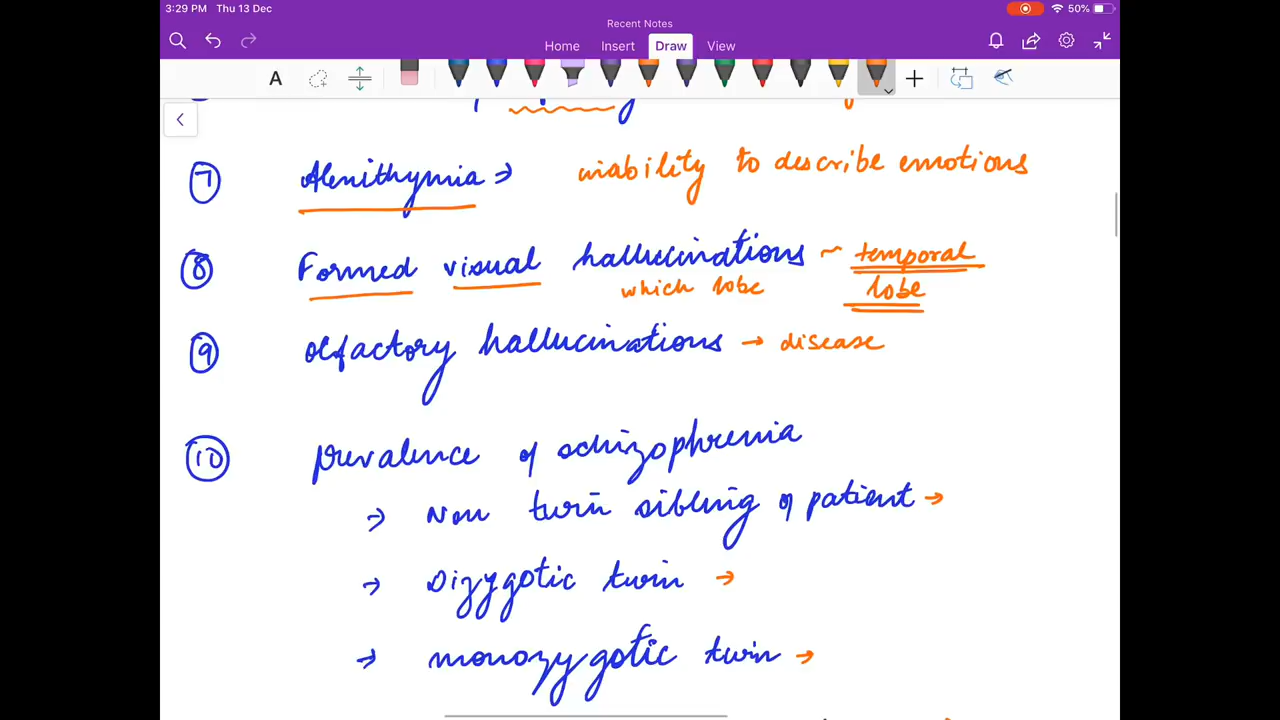 3:29 PM Thu 13 Dec
50%
Recent Notes
Home Insert Draw View
A
7 Alenithymia → inability to describe emotions
8 Formed visual hallucinations ~ temporal
which lobe lobe
9 olfactory hallucinations → disease
10 prevalence of schizophrenia
→ Non twin sibling of patient →
→ Dizygotic twin →
→ monozygotic twin →